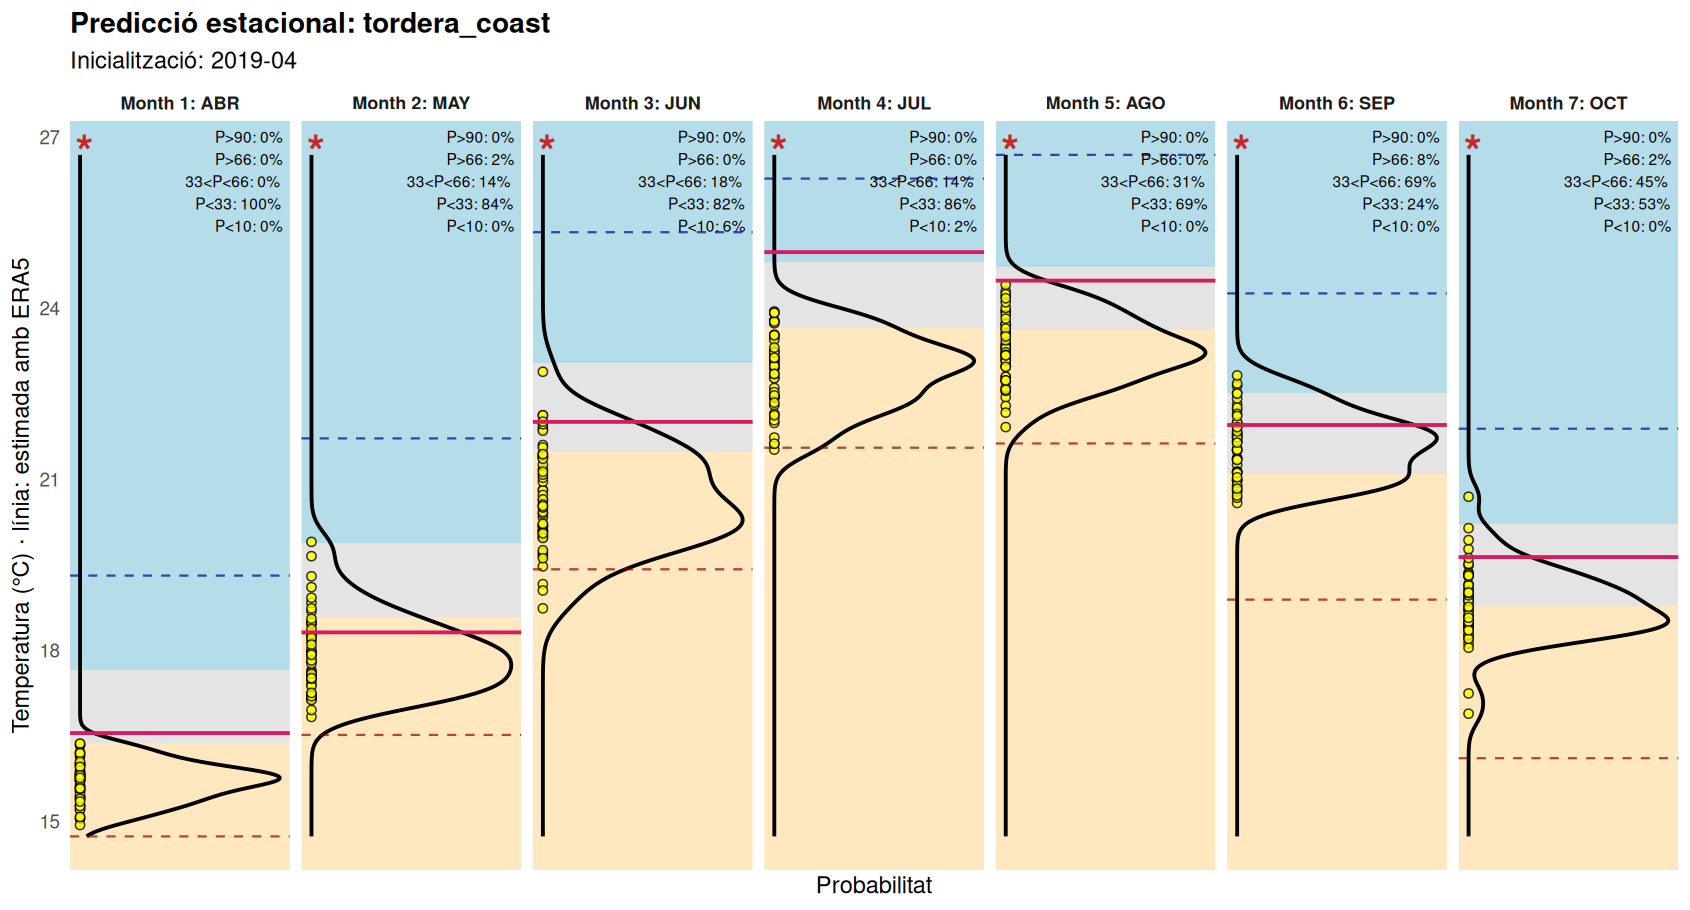 Predicció estacional: tordera_coast
Inicialització: 2019-04
Month 1: ABR
Month 2: MAY
Month 3: JUN
Month 4: JUL
Month 5: AGO
Month 6: SEP
Month 7: OCT
*
P>90: 0%
P>66: 0%
33<P<66: 0%
P<33: 100%
P<10: 0%
*
P>90: 0%
P>66: 2%
33<P<66: 14%
P<33: 84%
P<10: 0%
*
P>90: 0%
P>66: 0%
33<P<66: 18%
P<33: 82%
P<10: 6%
*
P>90: 0%
P>66: 0%
33<P<66: 14%
P<33: 86%
P<10: 2%
*
P>90: 0%
P>66: 0%
33<P<66: 31%
P<33: 69%
P<10: 0%
*
P>90: 0%
P>66: 8%
33<P<66: 69%
P<33: 24%
P<10: 0%
*
P>90: 0%
P>66: 2%
33<P<66: 45%
P<33: 53%
P<10: 0%
27
24
21
18
15
Temperatura (°C) · línia: estimada amb ERA5
Probabilitat